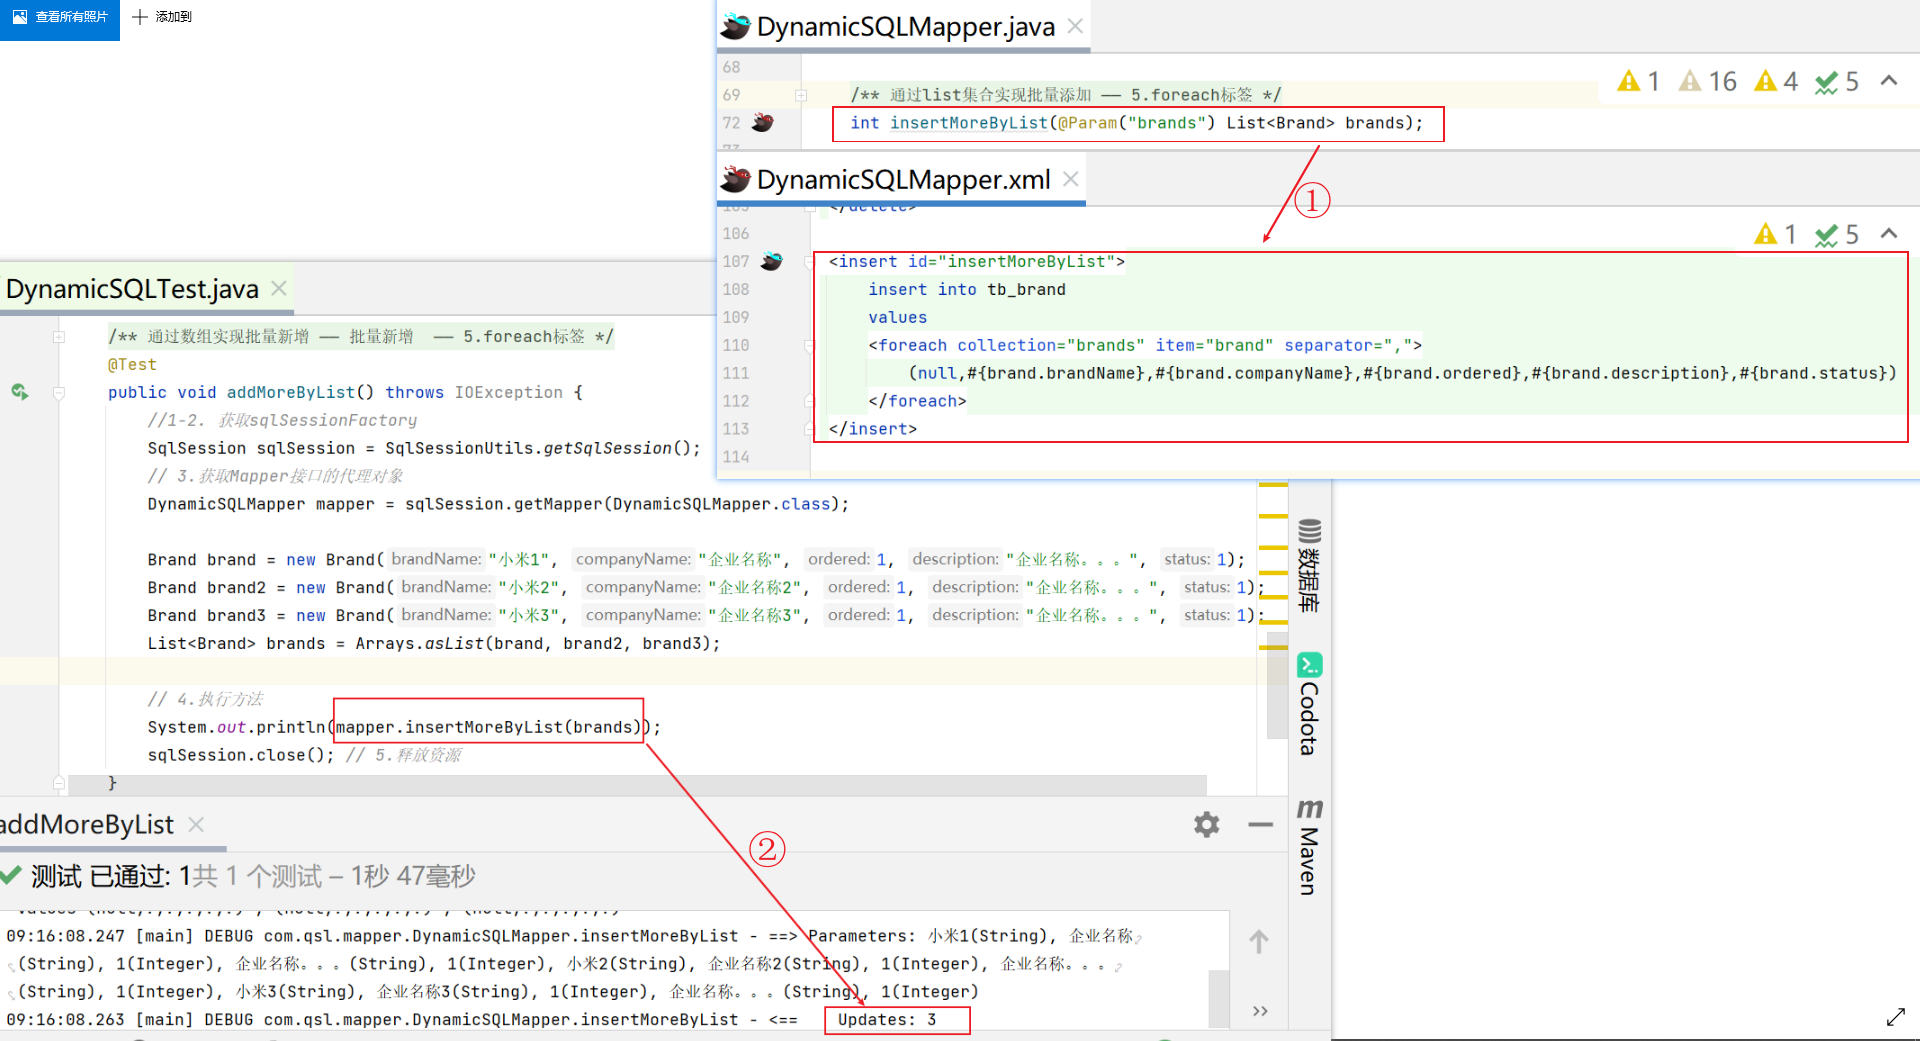 查看所有照片
添加到
DynamicSQLMapper.java
68
69 /** 通过list集合实现批量添加 —— 5.foreach标签 */
72 int insertMoreByList(@Param("brands") List<Brand> brands);
1 16 4 5
①
DynamicSQLMapper.xml
</delete>
106
107 <insert id="insertMoreByList">
108 insert into tb_brand
109 values
110 <foreach collection="brands" item="brand" separator=",">
111 (null,#{brand.brandName},#{brand.companyName},#{brand.ordered},#{brand.description},#{brand.status})
112 </foreach>
113 </insert>
114
1 5
DynamicSQLTest.java
/** 通过数组实现批量新增 —— 批量新增 —— 5.foreach标签 */
@Test
public void addMoreByList() throws IOException {
//1-2. 获取sqlSessionFactory
SqlSession sqlSession = SqlSessionUtils.getSqlSession();
// 3.获取Mapper接口的代理对象
DynamicSQLMapper mapper = sqlSession.getMapper(DynamicSQLMapper.class);
Brand brand = new Brand( brandName: "小米1", companyName: "企业名称", ordered: 1, description: "企业名称。。。", status: 1);
Brand brand2 = new Brand( brandName: "小米2", companyName: "企业名称2", ordered: 1, description: "企业名称。。。", status: 1);
Brand brand3 = new Brand( brandName: "小米3", companyName: "企业名称3", ordered: 1, description: "企业名称。。。", status: 1);
List<Brand> brands = Arrays.asList(brand, brand2, brand3);
// 4.执行方法
System.out.println(mapper.insertMoreByList(brands));
sqlSession.close(); // 5.释放资源
}
数据库
Codota
Maven
addMoreByList
②
测试 已通过: 1共 1 个测试 – 1秒 47毫秒
09:16:08.247 [main] DEBUG com.qsl.mapper.DynamicSQLMapper.insertMoreByList - ==> Parameters: 小米1(String), 企业名称
(String), 1(Integer), 企业名称。。。(String), 1(Integer), 小米2(String), 企业名称2(String), 1(Integer), 企业名称。。。
(String), 1(Integer), 小米3(String), 企业名称3(String), 1(Integer), 企业名称。。。(String), 1(Integer)
09:16:08.263 [main] DEBUG com.qsl.mapper.DynamicSQLMapper.insertMoreByList - <== Updates: 3